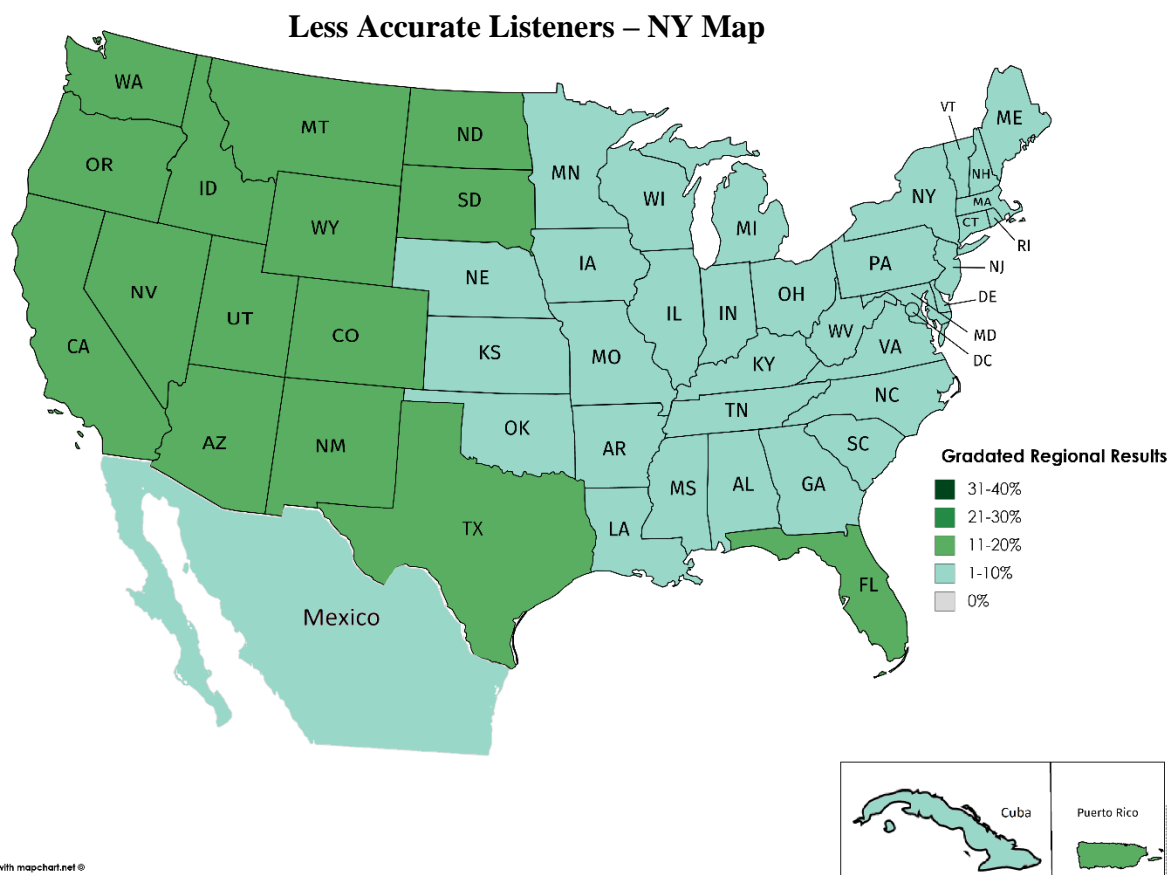 Less Accurate Listeners – NY Map
WA
MT
ND
MN
VT
ME
OR
ID
SD
WI
MI
NY
NH
MA
CT
RI
WY
NE
IA
PA
NJ
NV
UT
CO
IL
IN
OH
DE
CA
KS
MO
WV
VA
MD
DC
KY
AZ
NM
OK
TN
NC
AR
SC
MS
AL
GA
TX
LA
FL
Mexico
Gradated Regional Results
31-40%
21-30%
11-20%
1-10%
0%
Cuba
Puerto Rico
with mapchart.net ©